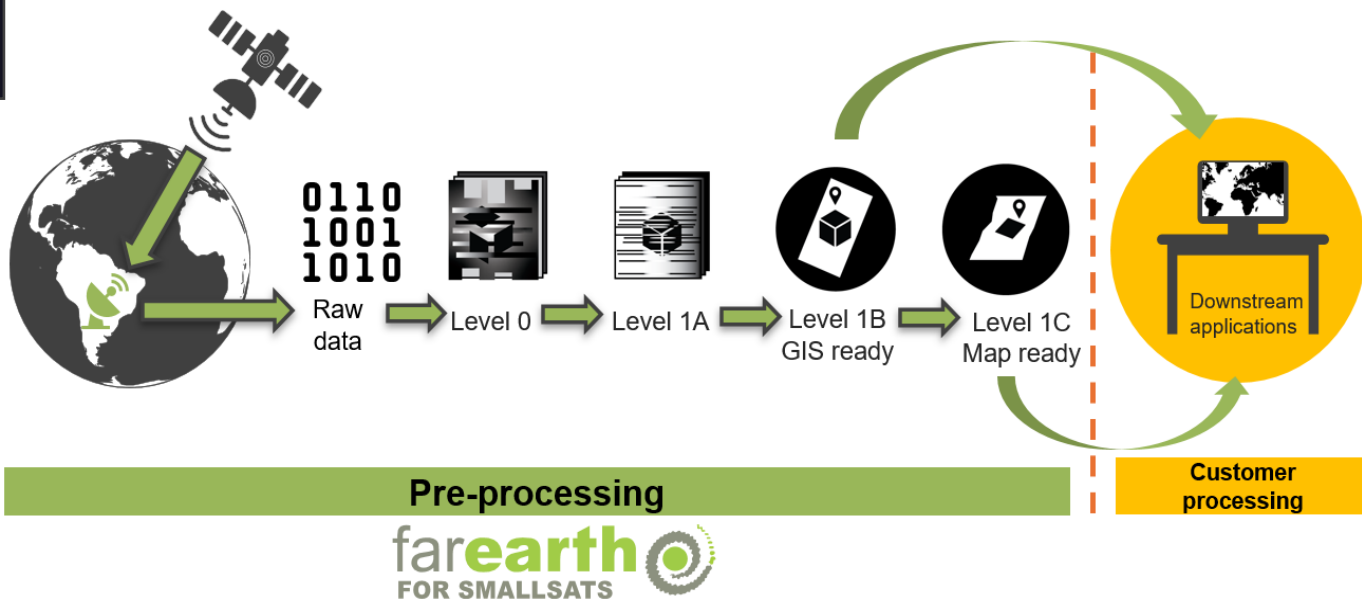 0110
1001
1010
Raw
data
Level 0
Level 1A
Level 1B
GIS ready
Level 1C
Map ready
Downstream
applications
Pre-processing
Customer
processing
farearth
FOR SMALLSATS